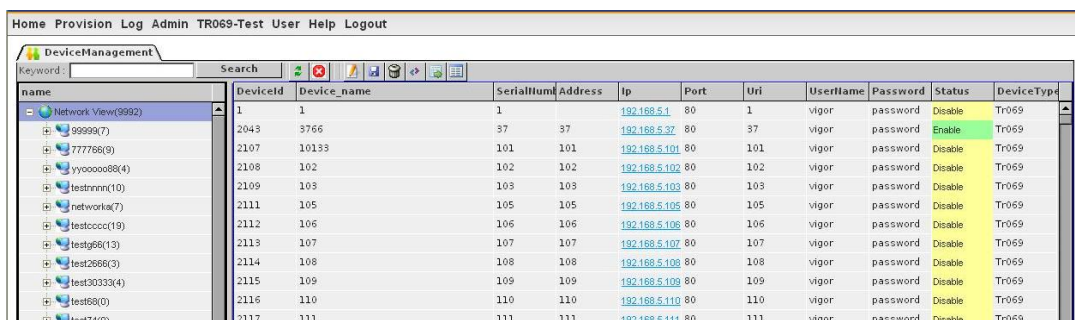 Home Provision Log Admin TR069-Test User Help Logout
DeviceManagement
Keyword : Search
name
Network View(9992)
99999(7)
777766(9)
yyooooo88(4)
testnnnn(10)
networka(7)
testcccc(19)
testg66(13)
test2666(3)
test30333(4)
test68(0)
test74(0)
DeviceId Device_name SerialNumb Address Ip Port Uri UserName Password Status DeviceType
1 1 1 192.168.5.1 80 1 vigor password Disable Tr069
2043 3766 37 37 192.168.5.37 80 37 vigor password Enable Tr069
2107 10133 101 101 192.168.5.101 80 101 vigor password Disable Tr069
2108 102 102 102 192.168.5.102 80 102 vigor password Disable Tr069
2109 103 103 103 192.168.5.103 80 103 vigor password Disable Tr069
2111 105 105 105 192.168.5.105 80 105 vigor password Disable Tr069
2112 106 106 106 192.168.5.106 80 106 vigor password Disable Tr069
2113 107 107 107 192.168.5.107 80 107 vigor password Disable Tr069
2114 108 108 108 192.168.5.108 80 108 vigor password Disable Tr069
2115 109 109 109 192.168.5.109 80 109 vigor password Disable Tr069
2116 110 110 110 192.168.5.110 80 110 vigor password Disable Tr069
2117 111 111 111 192.168.5.111 80 111 vigor password Disable Tr069